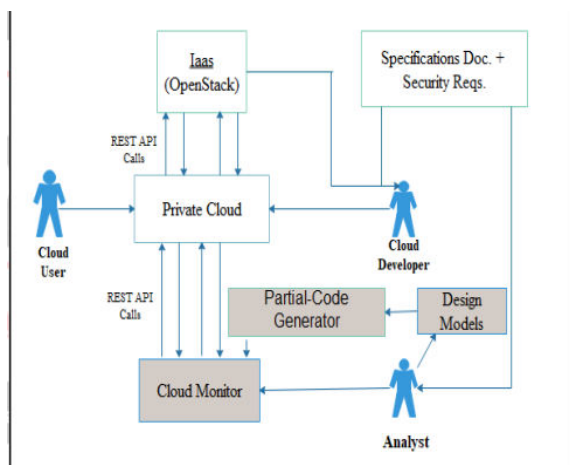 Iaas
(OpenStack)
Specifications Doc. +
Security Reqs.
REST API
Calls
Private Cloud
Cloud
User
Cloud
Developer
REST API
Calls
Partial-Code
Generator
Design
Models
Cloud Monitor
Analyst